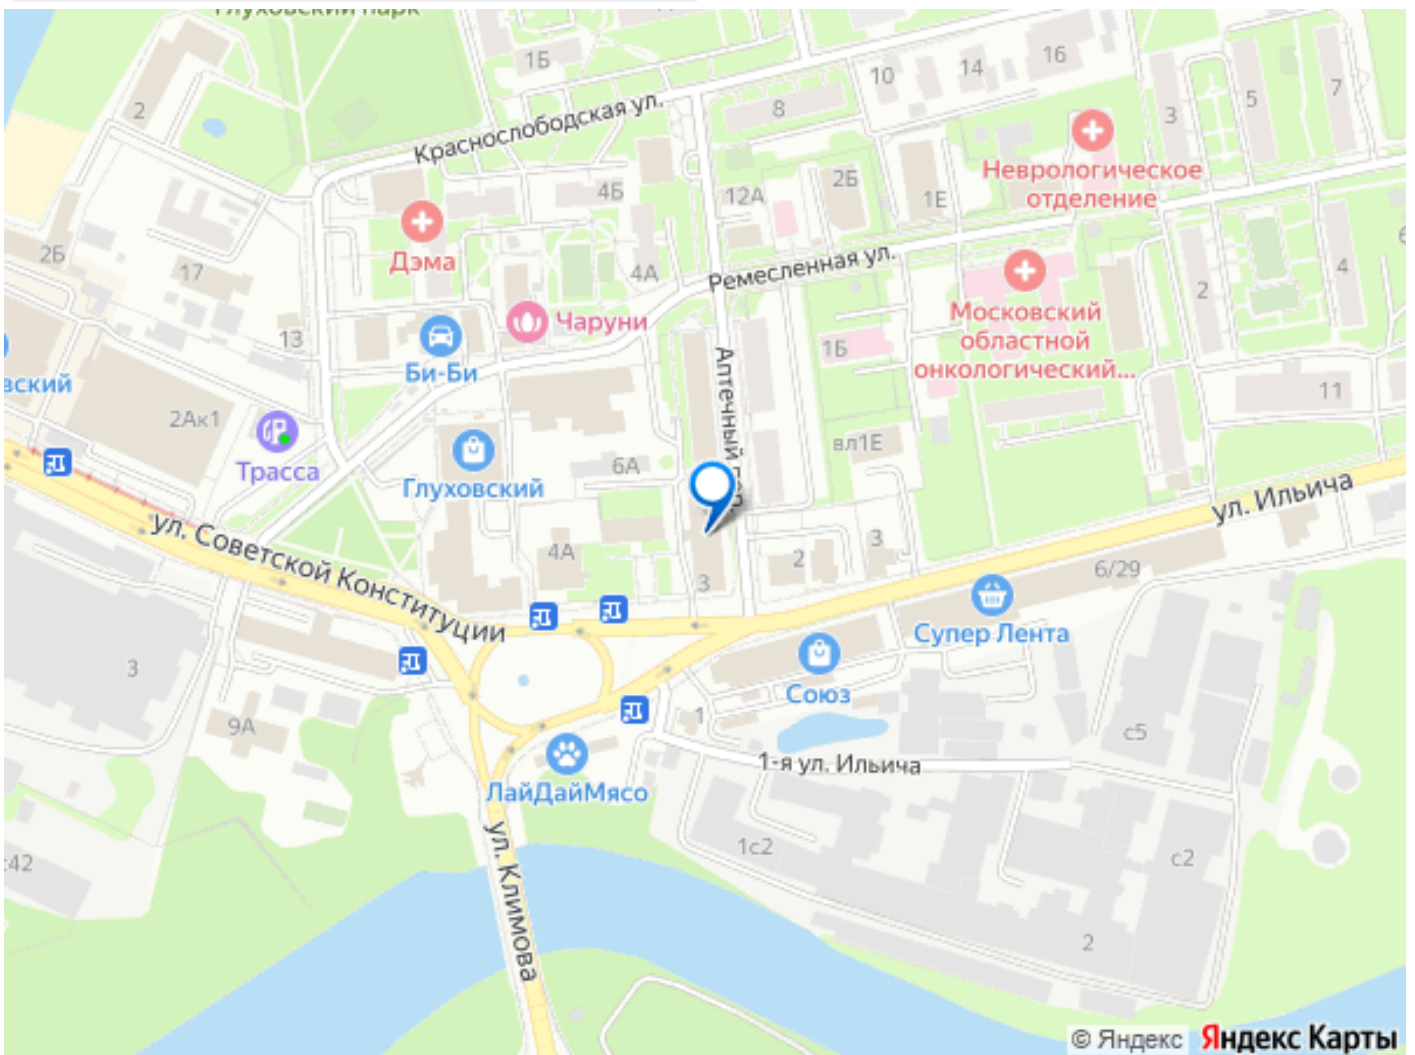 Глуховский парк
1Б
16
14
10
5
7
2
8
3
Краснослободская ул.
Неврологическое
отделение
4Б
12А
2Б
1Е
Дэма
2Б
17
4А
Ремесленная ул.
4
2
Московский
областной
онкологический...
Чаруни
13
1Б
Би-Би
вский
11
2Ак1
Аптечный
вл1Е
Трасса
6А
Глуховский
ул. Ильича
ул. Советской Конституции
4А
3
2
3
6/29
Супер Лента
3
Союз
9А
1
с5
1-я ул. Ильича
ЛайДайМясо
ул. Климова
1с2
с2
:42
2
© Яндекс Яндекс Карты